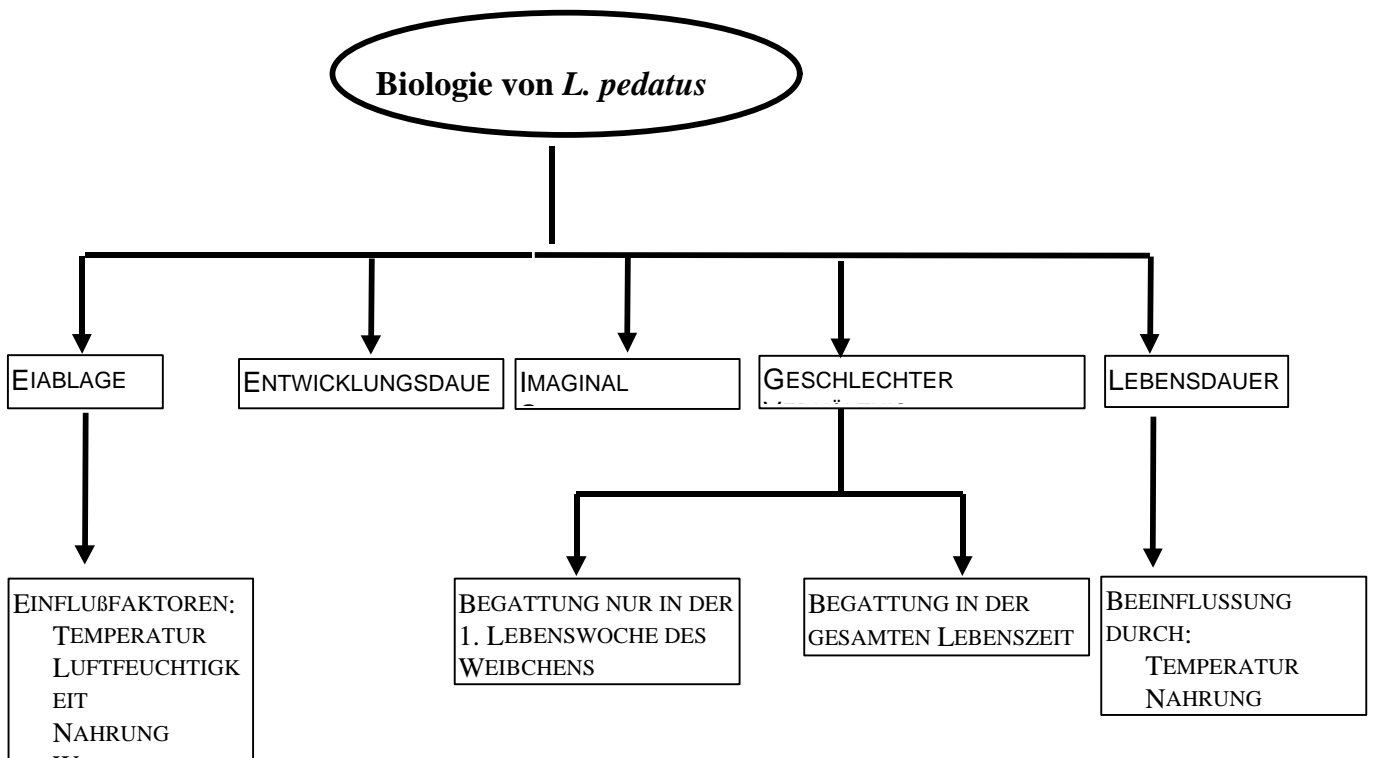 Biologie von L. pedatus
EIABLAGE
ENTWICKLUNGSDAUE
IMAGINAL
GESCHLECHTER
LEBENSDAUER
EINFLUßFAKTOREN:
TEMPERATUR
LUFTFEUCHTIGK
EIT
NAHRUNG
BEGATTUNG NUR IN DER
1. LEBENSWOCHE DES
WEIBCHENS
BEGATTUNG IN DER
GESAMTEN LEBENSZEIT
BEEINFLUSSUNG
DURCH:
TEMPERATUR
NAHRUNG